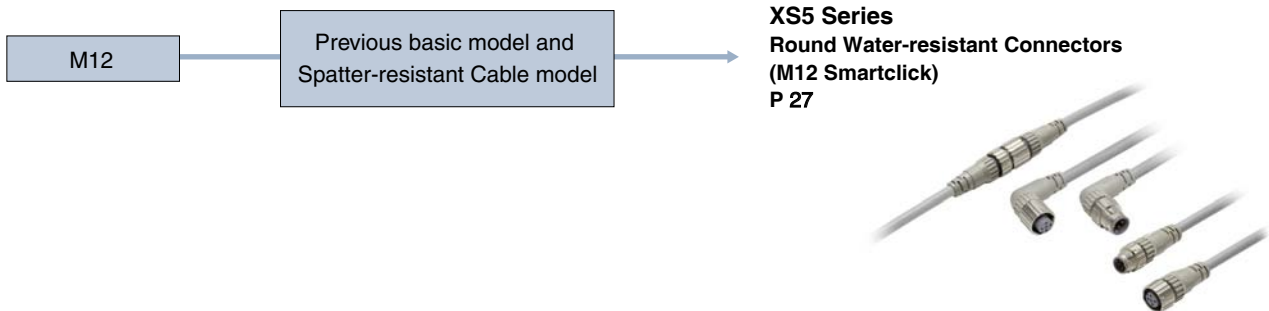 M12
Previous basic model and
Spatter-resistant Cable model
XS5 Series
Round Water-resistant Connectors
(M12 Smartclick)
P 27